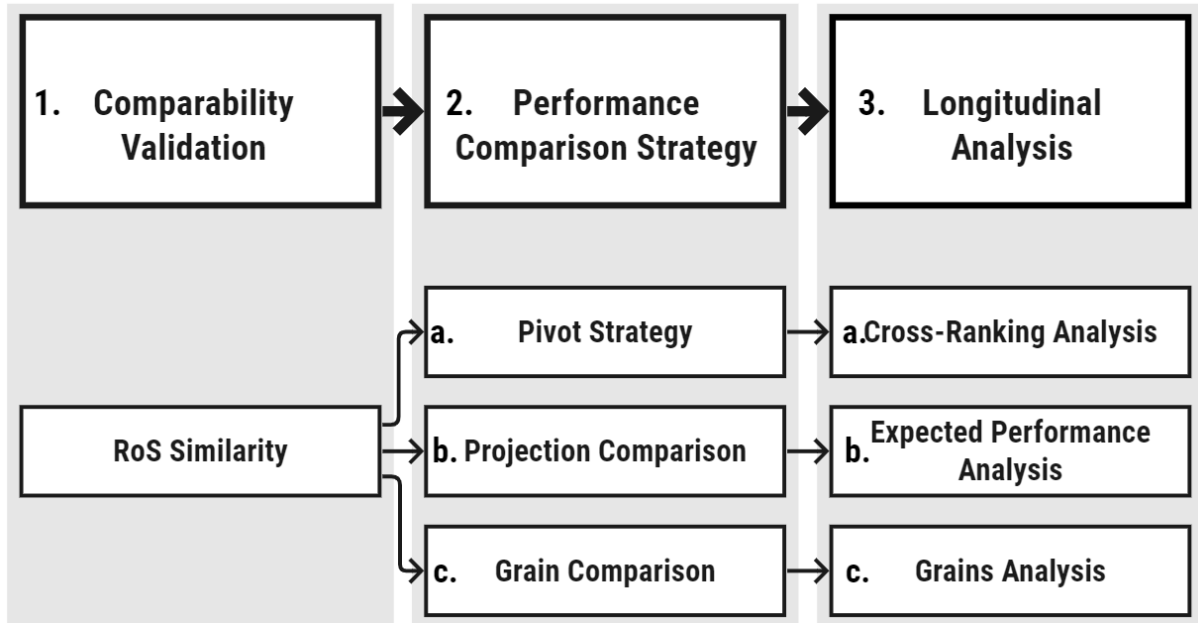 1. Comparability
Validation
2. Performance
Comparison Strategy
3. Longitudinal
Analysis
RoS Similarity
a. Pivot Strategy
b. Projection Comparison
c. Grain Comparison
a.Cross-Ranking Analysis
b. Expected Performance
Analysis
c. Grains Analysis